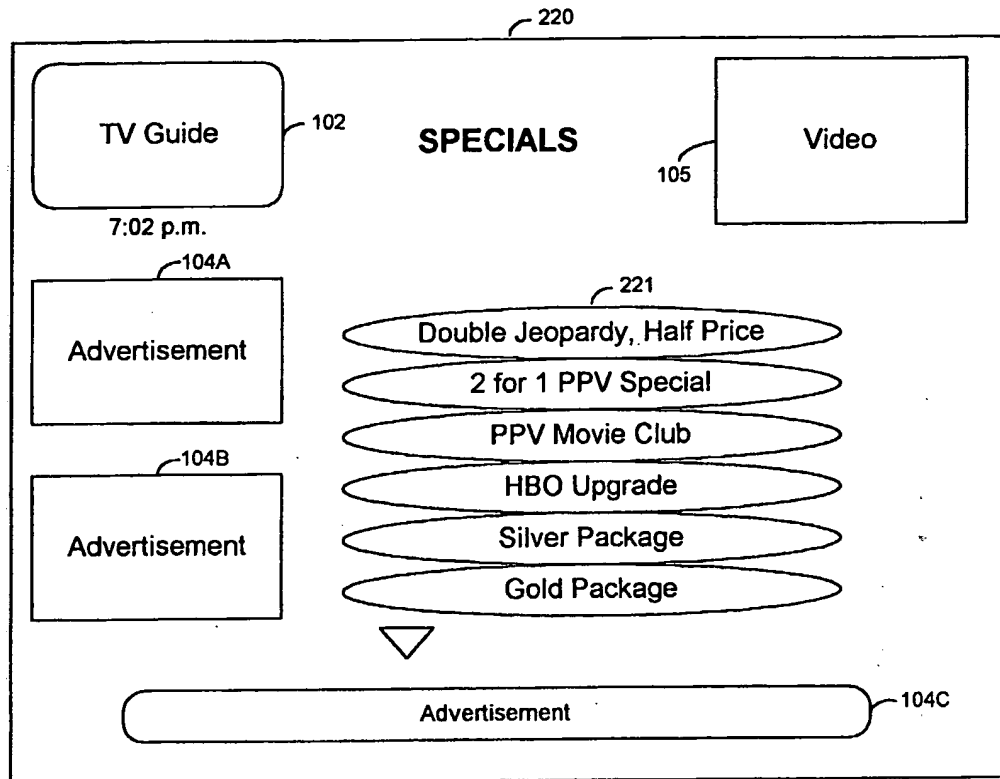 220
TV Guide
102
SPECIALS
Video
105
7:02 p.m.
104A
Advertisement
221
Double Jeopardy, Half Price
2 for 1 PPV Special
PPV Movie Club
104B
HBO Upgrade
Advertisement
Silver Package
Gold Package
Advertisement
104C